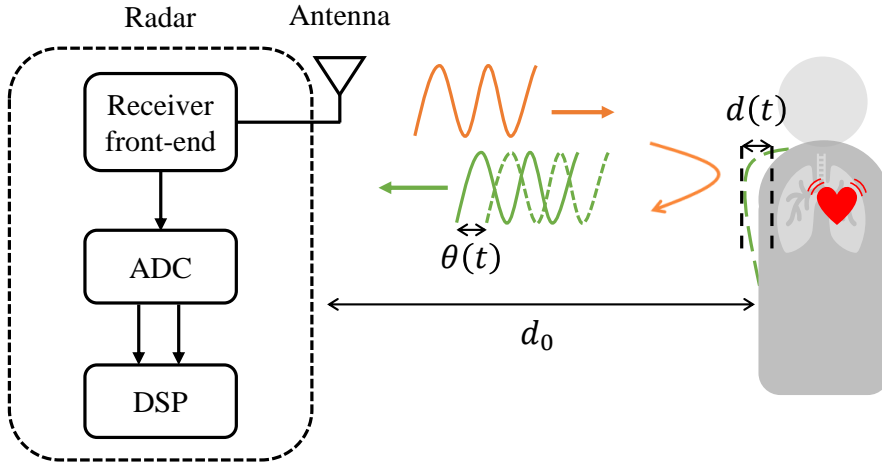 Radar
Antenna
Receiver
front-end
d(t)
θ(t)
ADC
d₀
DSP